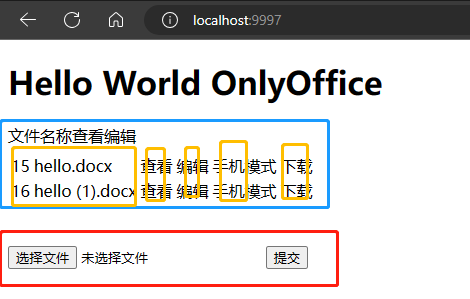 localhost:9997
Hello World OnlyOffice
文件名称查看编辑
15 hello.docx 查看 编辑 手机模式 下载
16 hello (1).docx 查看 编辑 手机模式 下载
选择文件 未选择文件 提交